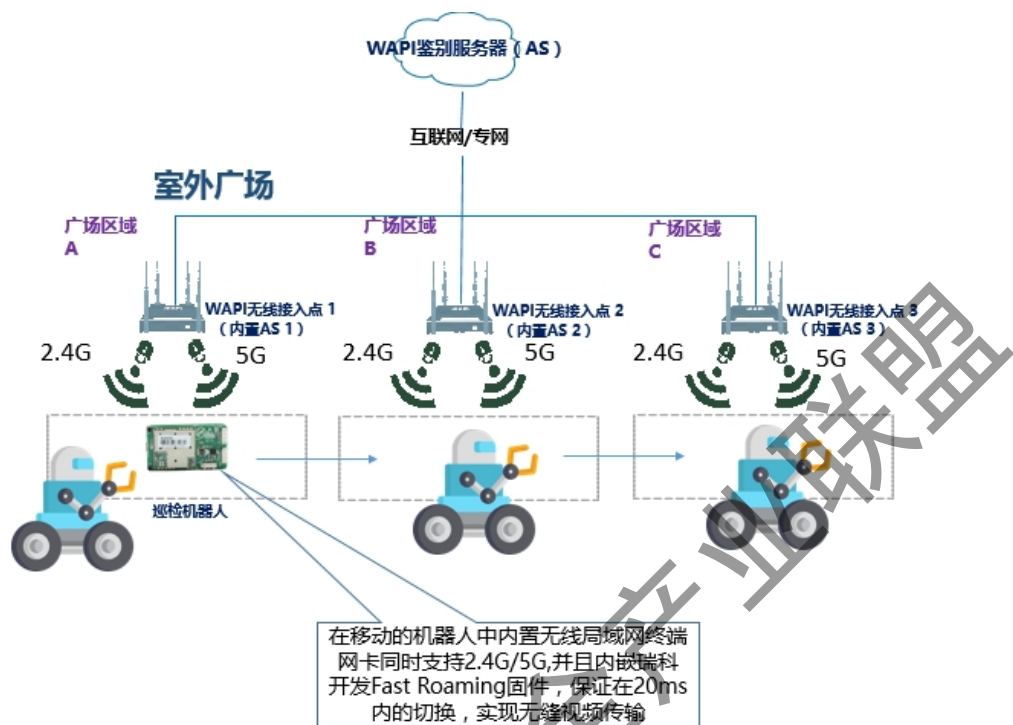 WAPI鉴别服务器（AS）
互联网/专网
室外广场
广场区域
A
广场区域
B
广场区域
C
WAPI无线接入点 1
（内置AS 1）
WAPI无线接入点 2
（内置AS 2）
WAPI无线接入点 3
（内置AS 3）
2.4G
5G
2.4G
5G
2.4G
5G
巡检机器人
在移动的机器人中内置无线局域网终端
网卡同时支持2.4G/5G,并且内嵌瑞科
开发Fast Roaming固件，保证在20ms
内的切换，实现无缝视频传输
产业联盟